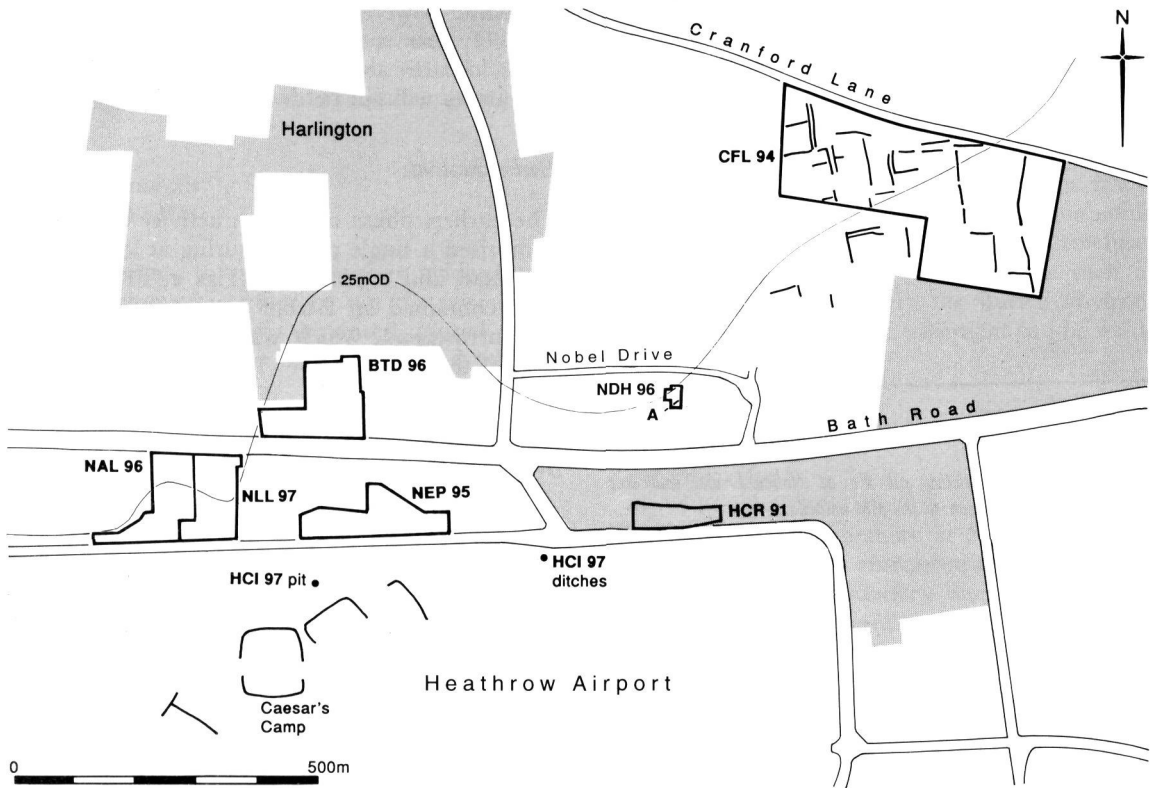 N
Cranford Lane
Harlington
CFL 94
25mOD
Nobel Drive
BTD 96
NDH 96
A
Bath Road
NAL 96
NLL 97
NEP 95
HCR 91
HCI 97 pit
HCI 97
ditches
Heathrow Airport
Caesar's
Camp
0
500m